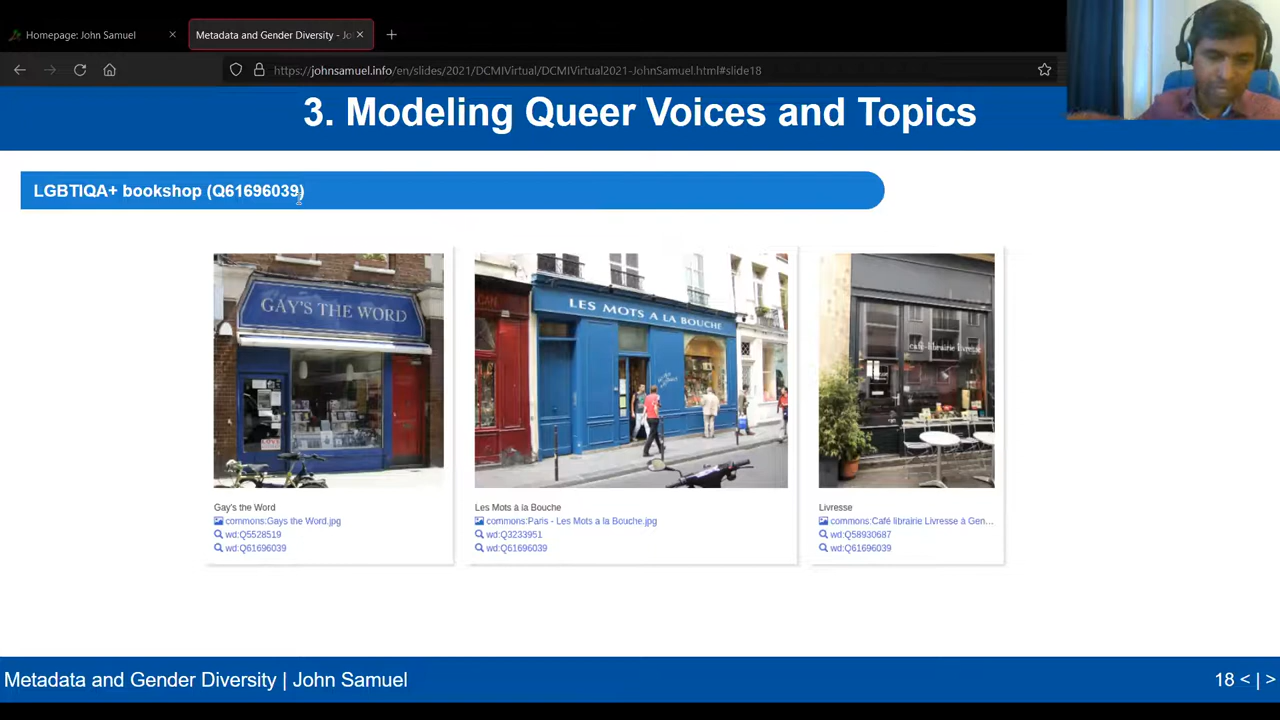 Homepage: John Samuel
Metadata and Gender Diversity - Jo
https://johnsamuel.info/en/slides/2021/DCMIVirtual/DCMIVirtual2021-JohnSamuel.html#slide18
3. Modeling Queer Voices and Topics
LGBTIQA+ bookshop (Q61696039)
GAY'S THE WORD
LES MOTS A LA BOUCHE
café-librairie livresse
Gay's the Word
commons:Gays the Word.jpg
wd:Q5528519
wd:Q61696039
Les Mots à la Bouche
commons:Paris - Les Mots a la Bouche.jpg
wd:Q3233951
wd:Q61696039
Livresse
commons:Café librairie Livresse à Gen...
wd:Q58930687
wd:Q61696039
Metadata and Gender Diversity | John Samuel
18 < | >